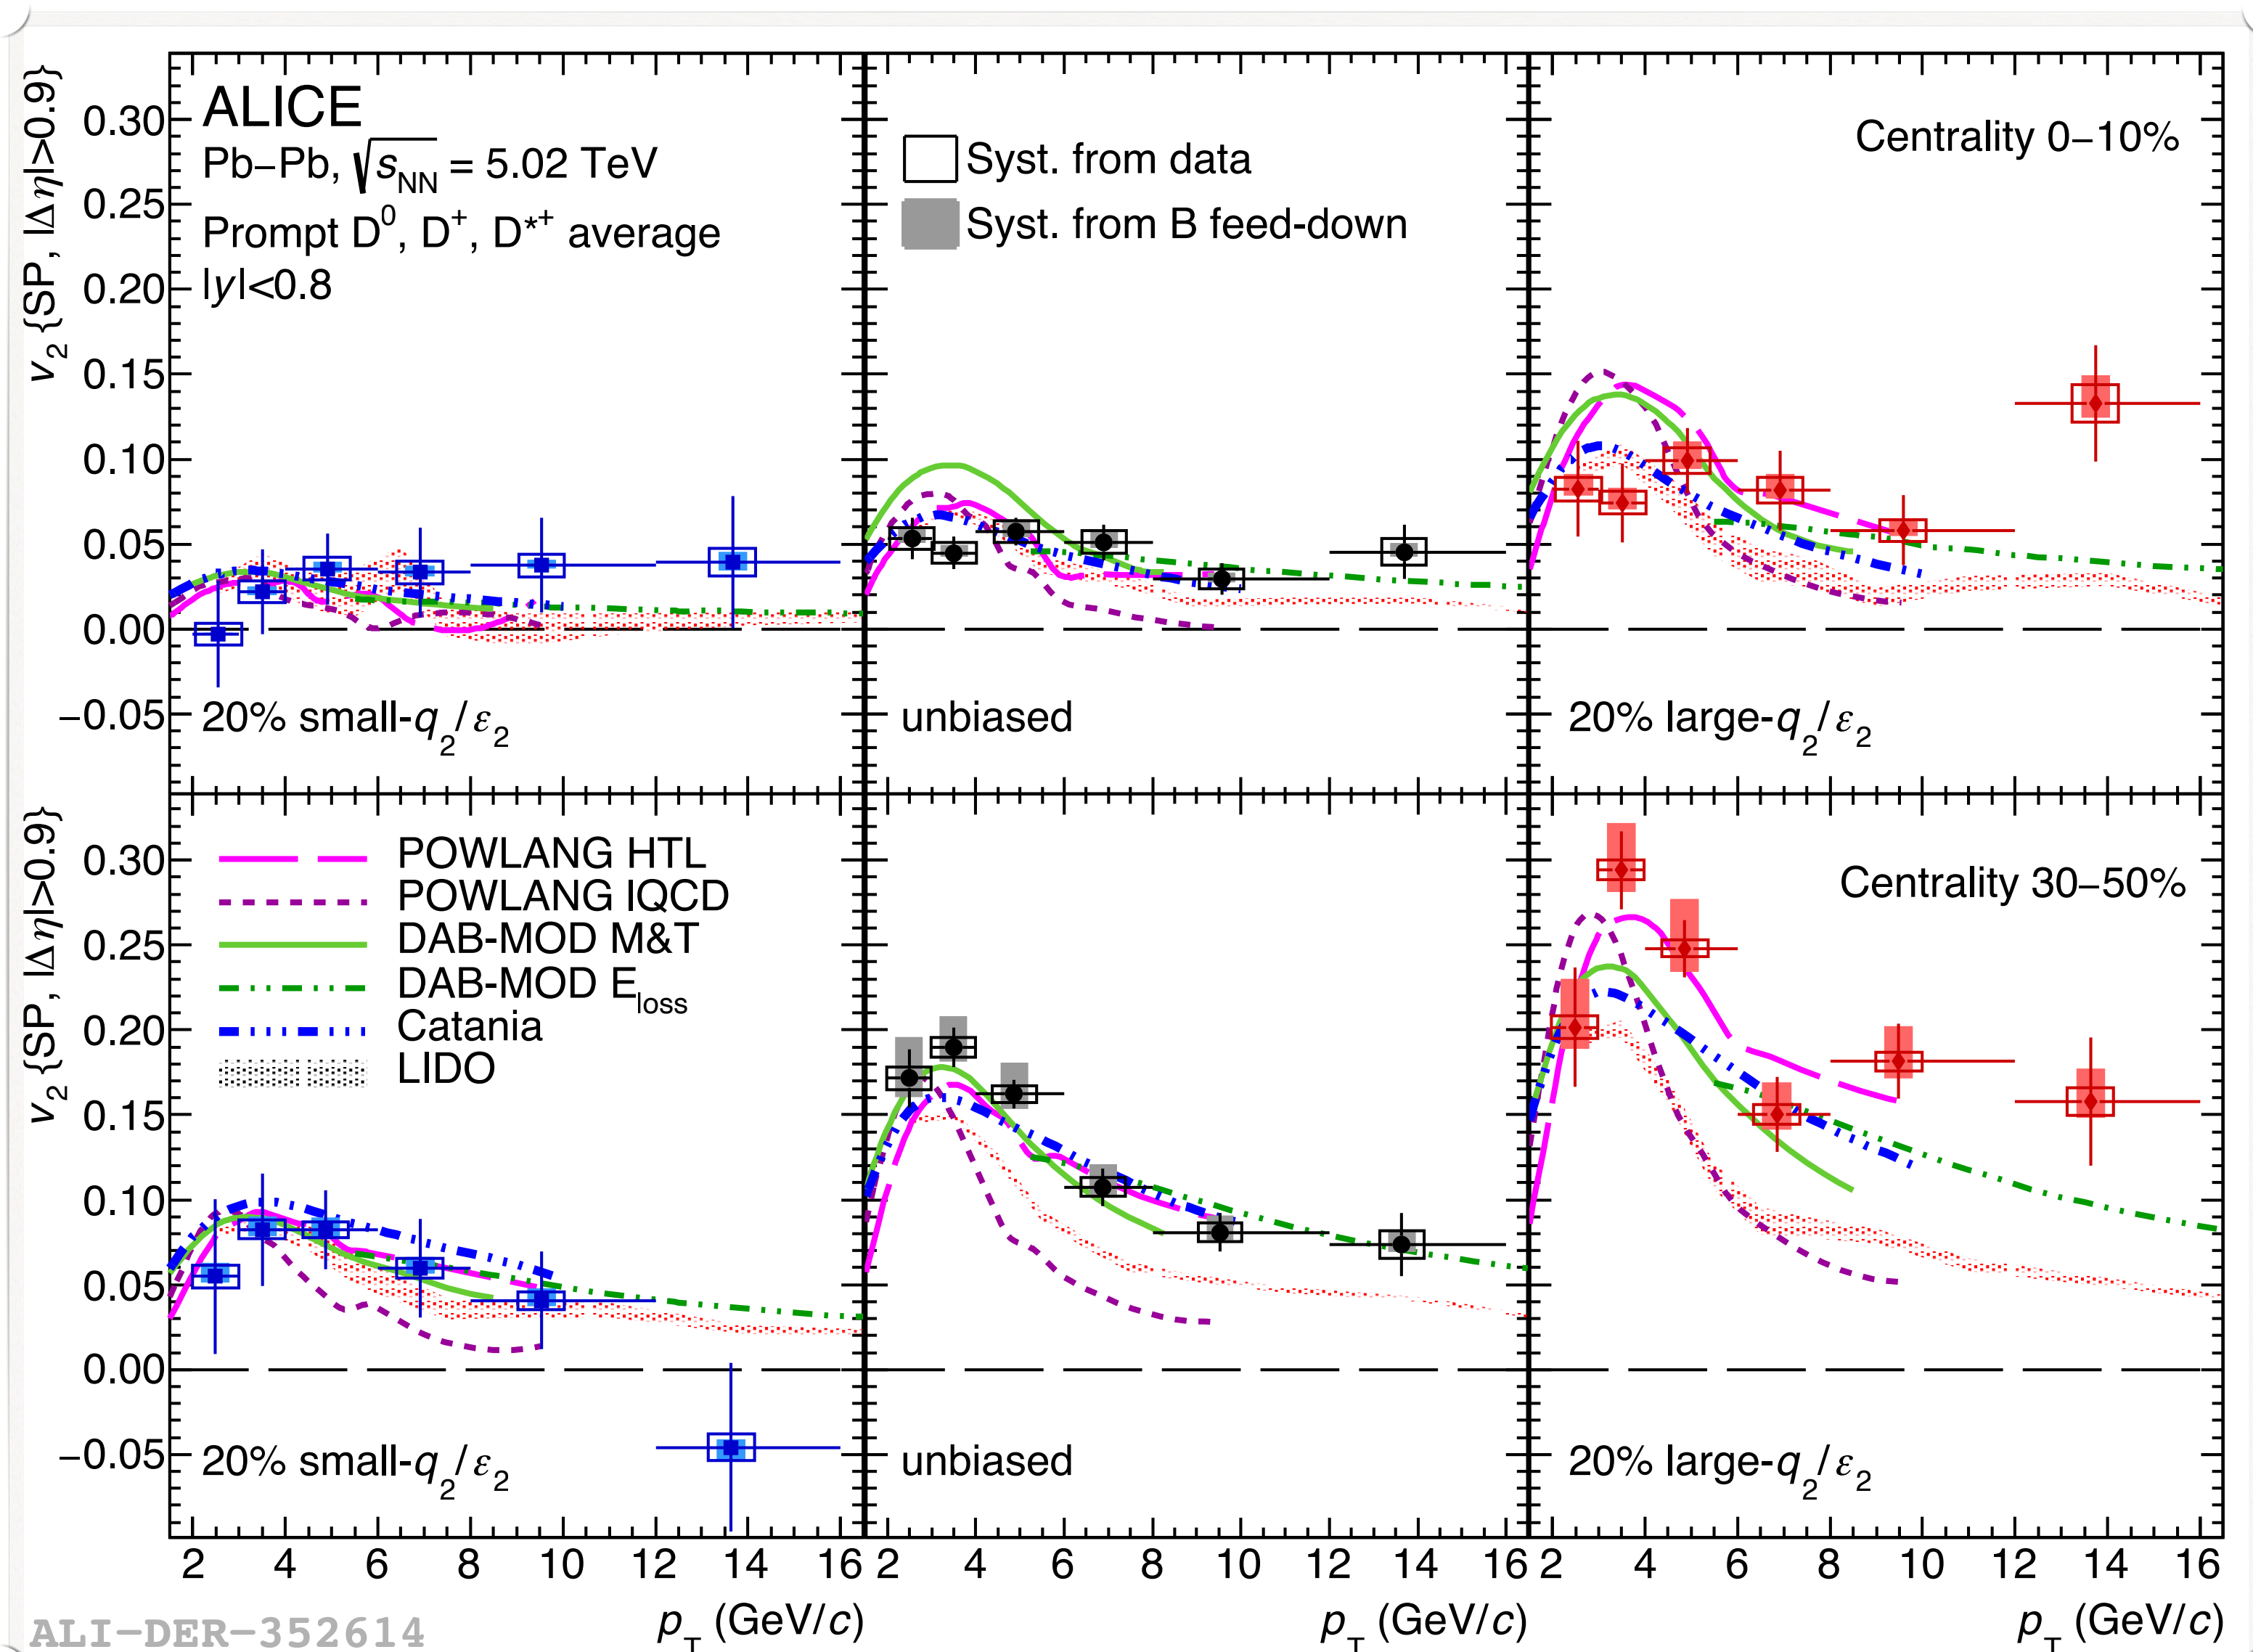 v₂ {SP, |Δη|>0.9}
0.30
0.25
0.20
0.15
0.10
0.05
0.00
−0.05
ALICE
Pb−Pb, √s_NN = 5.02 TeV
Prompt D⁰, D⁺, D*⁺ average
|y|<0.8
20% small-q₂/ε₂
Syst. from data
Syst. from B feed-down
unbiased
Centrality 0−10%
20% large-q₂/ε₂
v₂ {SP, |Δη|>0.9}
0.30
0.25
0.20
0.15
0.10
0.05
0.00
−0.05
POWLANG HTL
POWLANG lQCD
DAB-MOD M&T
DAB-MOD E_loss
Catania
LIDO
20% small-q₂/ε₂
unbiased
Centrality 30−50%
20% large-q₂/ε₂
2 4 6 8 10 12 14 16 2 4 6 8 10 12 14 16 2 4 6 8 10 12 14 16
p_T (GeV/c) p_T (GeV/c) p_T (GeV/c)
ALI−DER−352614